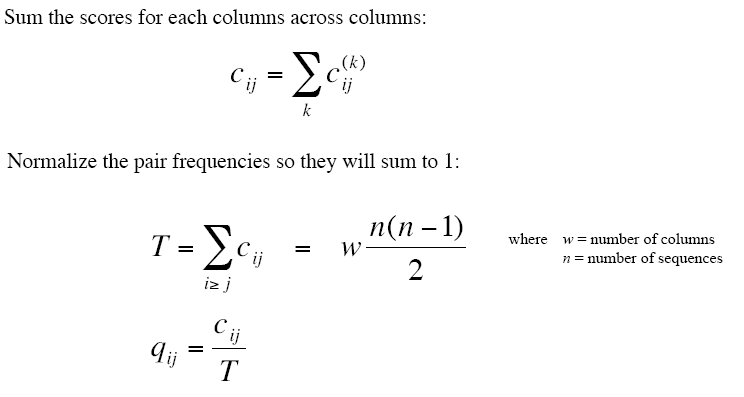 Sum the scores for each columns across columns:
c_ij = ∑_k c_ij^(k)
Normalize the pair frequencies so they will sum to 1:
T = ∑_{i≥j} c_ij = w n(n − 1)/2 where w = number of columns
n = number of sequences
q_ij = c_ij/T